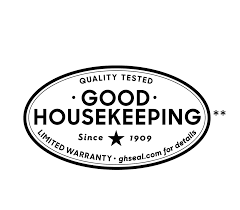 QUALITY TESTED
· GOOD ·
HOUSEKEEPING **
Since ★ 1909
LIMITED WARRANTY · ghseal.com for details